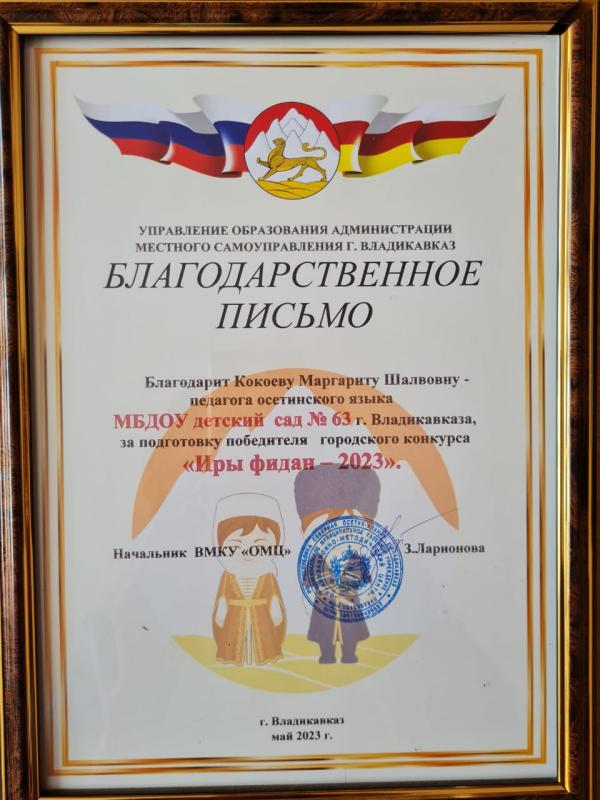 УПРАВЛЕНИЕ ОБРАЗОВАНИЯ АДМИНИСТРАЦИИ
МЕСТНОГО САМОУПРАВЛЕНИЯ Г. ВЛАДИКАВКАЗ
БЛАГОДАРСТВЕННОЕ
ПИСЬМО
Благодарит Кокоеву Маргариту Шалвовну -
педагога осетинского языка
МБДОУ детский сад № 63 г. Владикавказа,
за подготовку победителя городского конкурса
«Иры фидан – 2023».
Начальник ВМКУ «ОМЦ» З.Ларионова
г. Владикавказ
май 2023 г.